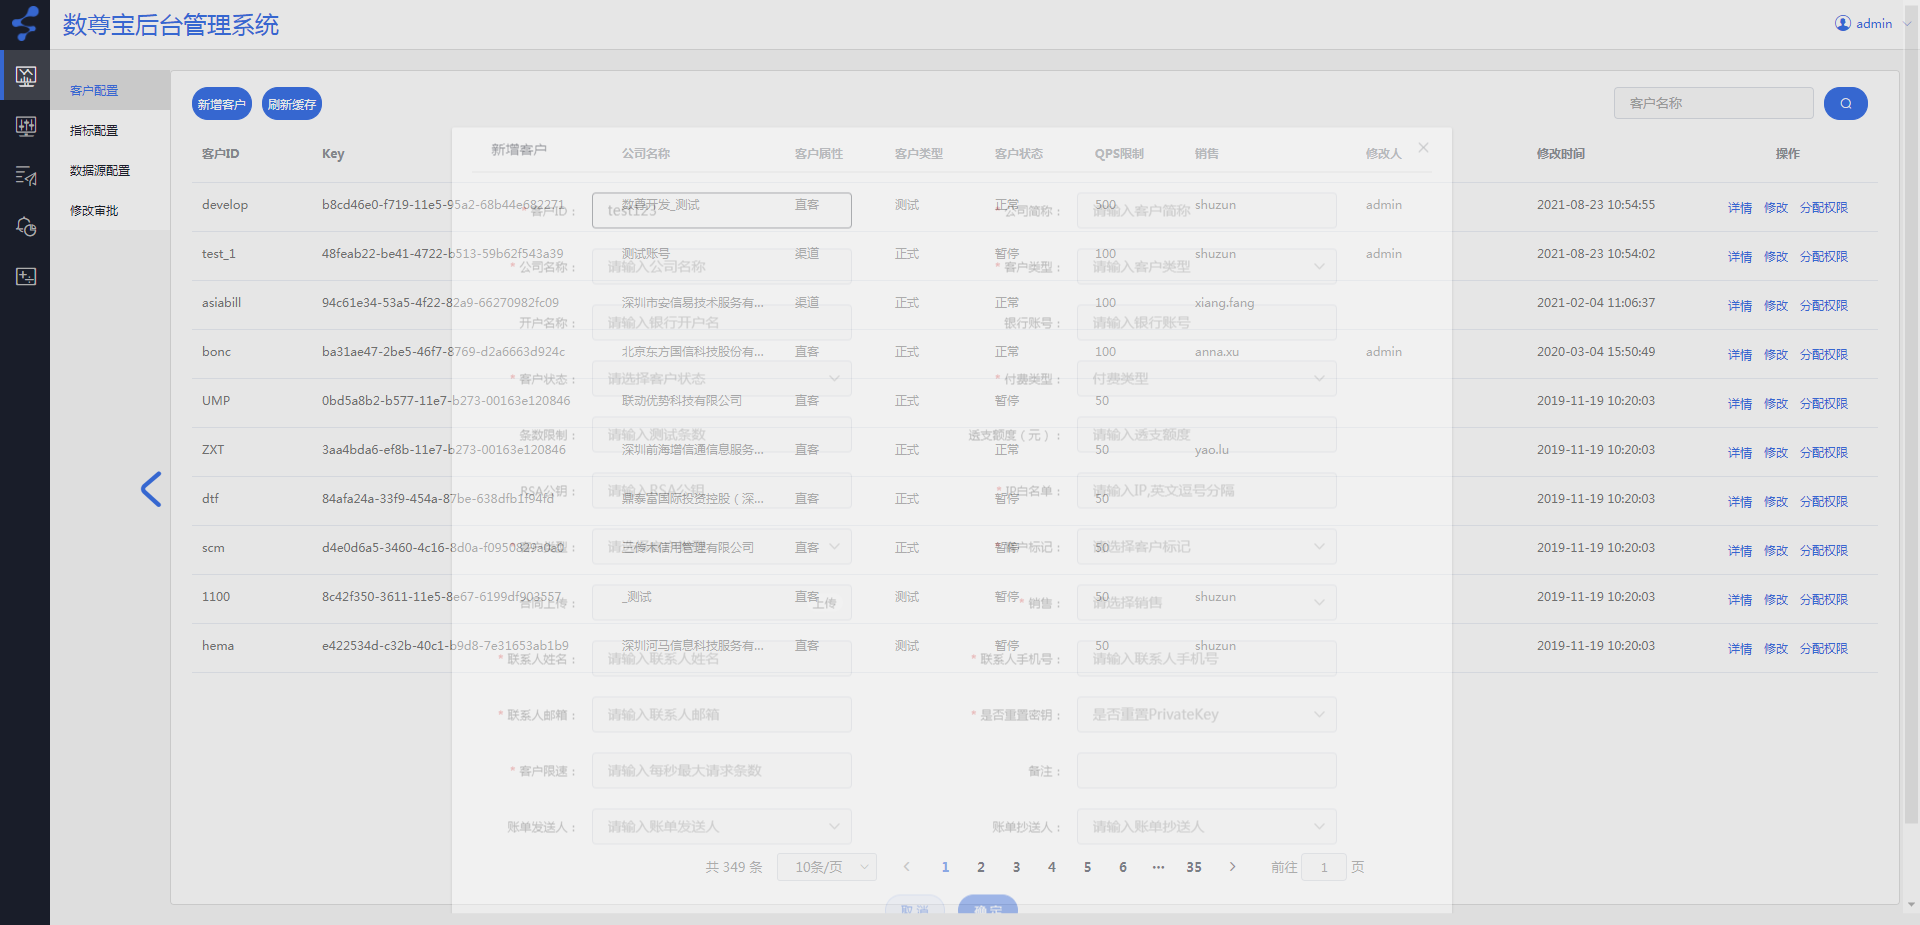 数尊宝后台管理系统
admin
客户配置
指标配置
数据源配置
修改审批
新增客户 刷新缓存 客户名称
新增客户
客户ID Key 公司名称 客户属性 客户类型 客户状态 QPS限制 销售 修改人 修改时间 操作
develop b8cd46e0-f719-11e5-95a2-68b44e682271 数尊开发_测试 直客 测试 正常 500 shuzun admin 2021-08-23 10:54:55 详情 修改 分配权限
* 客户ID： test123 * 公司简称： 请输入客户简称
test_1 48feab22-be41-4722-b513-59b62f543a39 测试账号 渠道 正式 暂停 100 shuzun admin 2021-08-23 10:54:02 详情 修改 分配权限
* 公司名称： 请输入公司名称 * 客户类型： 请输入客户类型
asiabill 94c61e34-53a5-4f22-82a9-66270982fc09 深圳市安信易技术服务有... 渠道 正式 正常 100 xiang.fang 2021-02-04 11:06:37 详情 修改 分配权限
开户名称： 请输入银行开户名 银行账号： 请输入银行账号
bonc ba31ae47-2be5-46f7-8769-d2a6663d924c 北京东方国信科技股份有... 直客 正式 正常 100 anna.xu admin 2020-03-04 15:50:49 详情 修改 分配权限
* 客户状态： 请选择客户状态 * 付费类型： 付费类型
UMP 0bd5a8b2-b577-11e7-b273-00163e120846 联动优势科技有限公司 直客 正式 暂停 50 2019-11-19 10:20:03 详情 修改 分配权限
条数限制： 请输入测试条数 透支额度（元）： 请输入透支额度
ZXT 3aa4bda6-ef8b-11e7-b273-00163e120846 深圳前海增信通信息服务... 直客 正式 正常 50 yao.lu 2019-11-19 10:20:03 详情 修改 分配权限
RSA公钥： 请输入RSA公钥 * IP白名单： 请输入IP,英文逗号分隔
dtf 84afa24a-33f9-454a-87be-638dfb1f94fd 鼎泰富国际投资控股（深... 直客 正式 暂停 50 2019-11-19 10:20:03 详情 修改 分配权限
scm d4e0d6a5-3460-4c16-8d0a-f0950829a0a0 三传木信用管理有限公司 直客 正式 暂停 50 2019-11-19 10:20:03 详情 修改 分配权限
客户标记： 请选择客户标记
1100 8c42f350-3611-11e5-8e67-6199df903557 _测试 直客 测试 暂停 50 shuzun 2019-11-19 10:20:03 详情 修改 分配权限
合同上传： 上传 * 销售： 请选择销售
hema e422534d-c32b-40c1-b9d8-7e31653ab1b9 深圳河马信息科技服务有... 直客 测试 暂停 50 shuzun 2019-11-19 10:20:03 详情 修改 分配权限
* 联系人姓名： 请输入联系人姓名 * 联系人手机号： 请输入联系人手机号
* 联系人邮箱： 请输入联系人邮箱 * 是否重置密钥： 是否重置PrivateKey
* 客户限速： 请输入每秒最大请求条数 备注：
账单发送人： 请输入账单发送人 账单抄送人： 请输入账单抄送人
共 349 条 10条/页 1 2 3 4 5 6 ... 35 前往 1 页
取 消 确 定